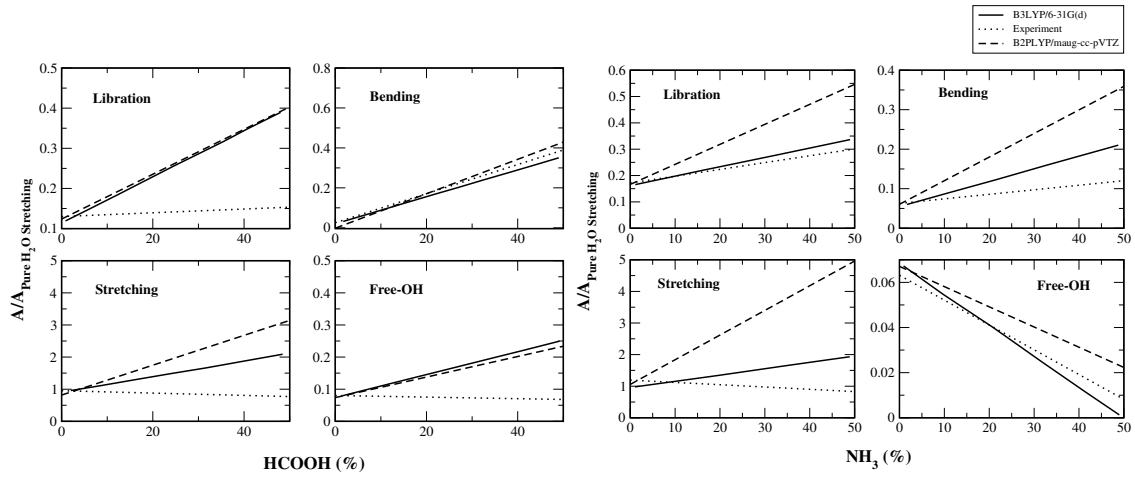 B3LYP/6-31G(d)
Experiment
B2PLYP/maug-cc-pVTZ
A/A Pure H2O Stretching
0.5
0.4
0.3
0.2
0.1
Libration
0 20 40
0.8
0.6
0.4
0.2
0
Bending
0 20 40
5
4
3
2
1
0
Stretching
0 20 40
0.5
0.4
0.3
0.2
0.1
0
Free-OH
0 20 40
HCOOH (%)
A/A Pure H2O Stretching
0.6
0.5
0.4
0.3
0.2
0.1
0
Libration
0 10 20 30 40 50
0.4
0.3
0.2
0.1
0
Bending
0 10 20 30 40 50
5
4
3
2
1
0
Stretching
0 10 20 30 40 50
0.06
0.04
0.02
0.00
Free-OH
0 10 20 30 40 50
NH3 (%)